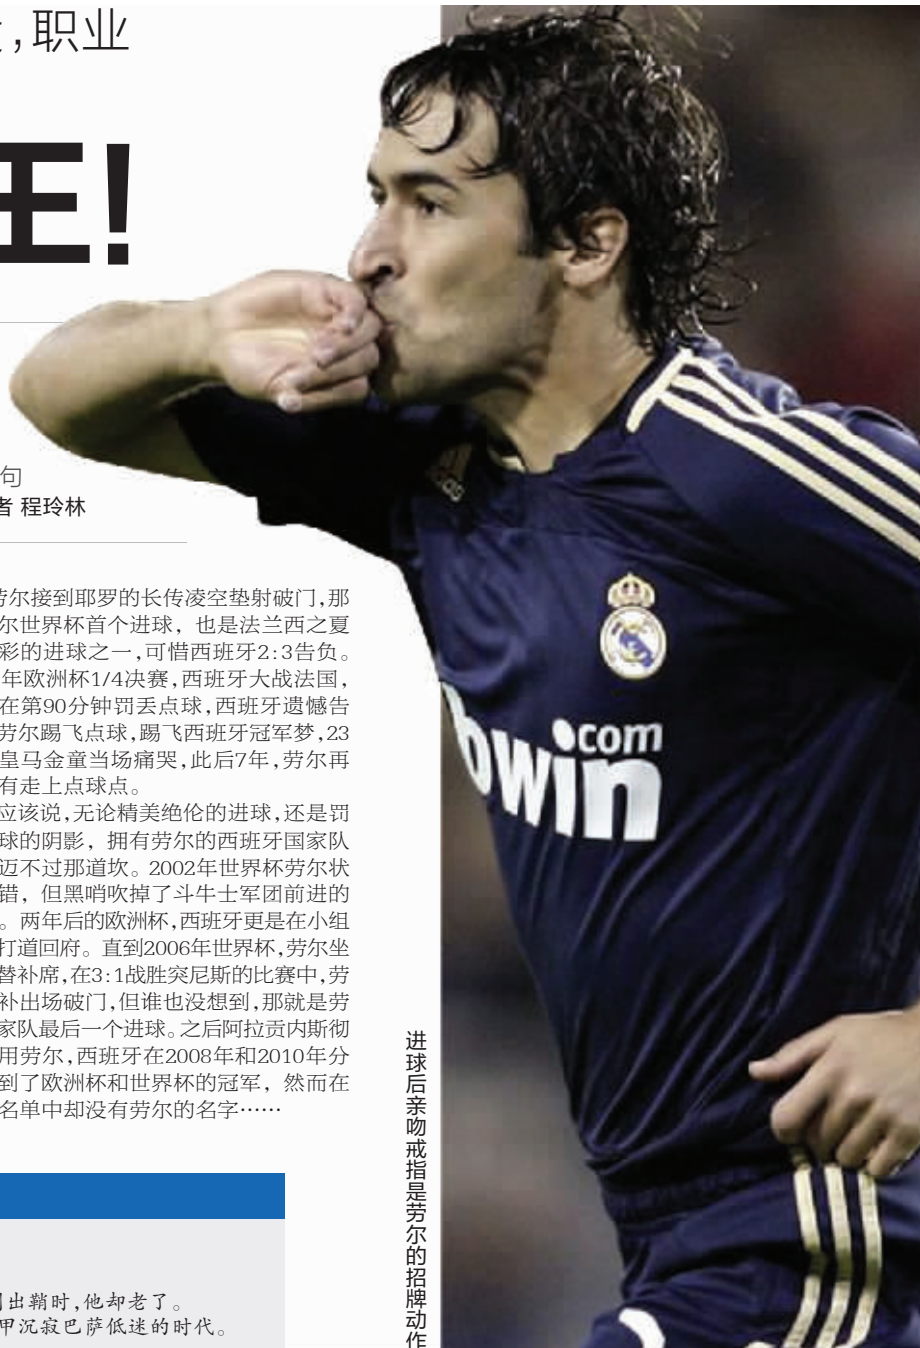 ,职业
王!
句
者 程玲林
劳尔接到耶罗的长传凌空垫射破门,那
尔世界杯首个进球,也是法兰西之夏
彩的进球之一,可惜西班牙2:3告负。
年欧洲杯1/4决赛,西班牙大战法国,
在第90分钟罚丢点球,西班牙遗憾告
劳尔踢飞点球,踢飞西班牙冠军梦,23
皇马金童当场痛哭,此后7年,劳尔再
有走上点球点。
应该说,无论精美绝伦的进球,还是罚
球的阴影,拥有劳尔的西班牙国家队
迈不过那道坎。2002年世界杯劳尔状
错,但黑哨吹掉了斗牛士军团前进的
。两年后的欧洲杯,西班牙更是在小组
打道回府。直到2006年世界杯,劳尔坐
替补席,在3:1战胜突尼斯的比赛中,劳
补出场破门,但谁也没想到,那就是劳
家队最后一个进球。之后阿拉贡内斯彻
用劳尔,西班牙在2008年和2010年分
到了欧洲杯和世界杯的冠军,然而在
名单中却没有劳尔的名字……
出鞘时,他却老了。
甲沉寂巴萨低迷的时代。
进球后亲吻戒指是劳尔的招牌动作
adidas
bwin
com